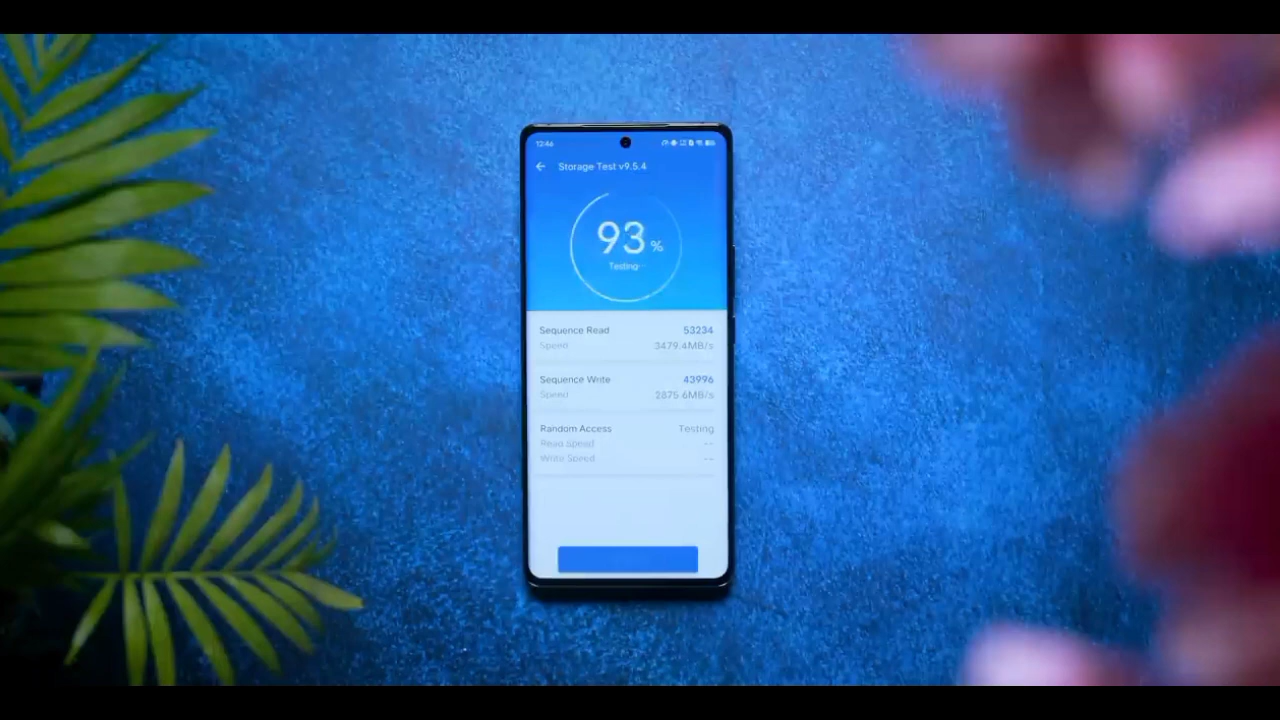 12:46
Storage Test v9.5.4
93 %
Testing
Sequence Read 53234
Speed 3479.4MB/s
Sequence Write 43996
Speed 2875.6MB/s
Random Access Testing
Read Speed --
Write Speed --